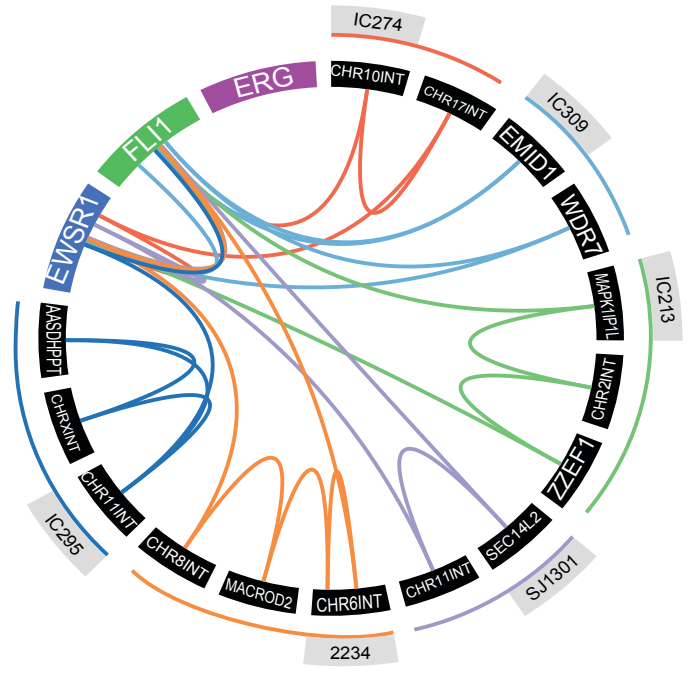 IC274
CHR10INT
CHR17INT
IC309
EMID1
WDR7
IC213
MAPK1IP1L
CHR2INT
ZZEF1
SJ1301
SEC14L2
CHR11INT
2234
CHR6INT
MACROD2
CHR8INT
IC295
CHR11INT
CHRXINT
AASDHPPT
EWSR1
FLI1
ERG